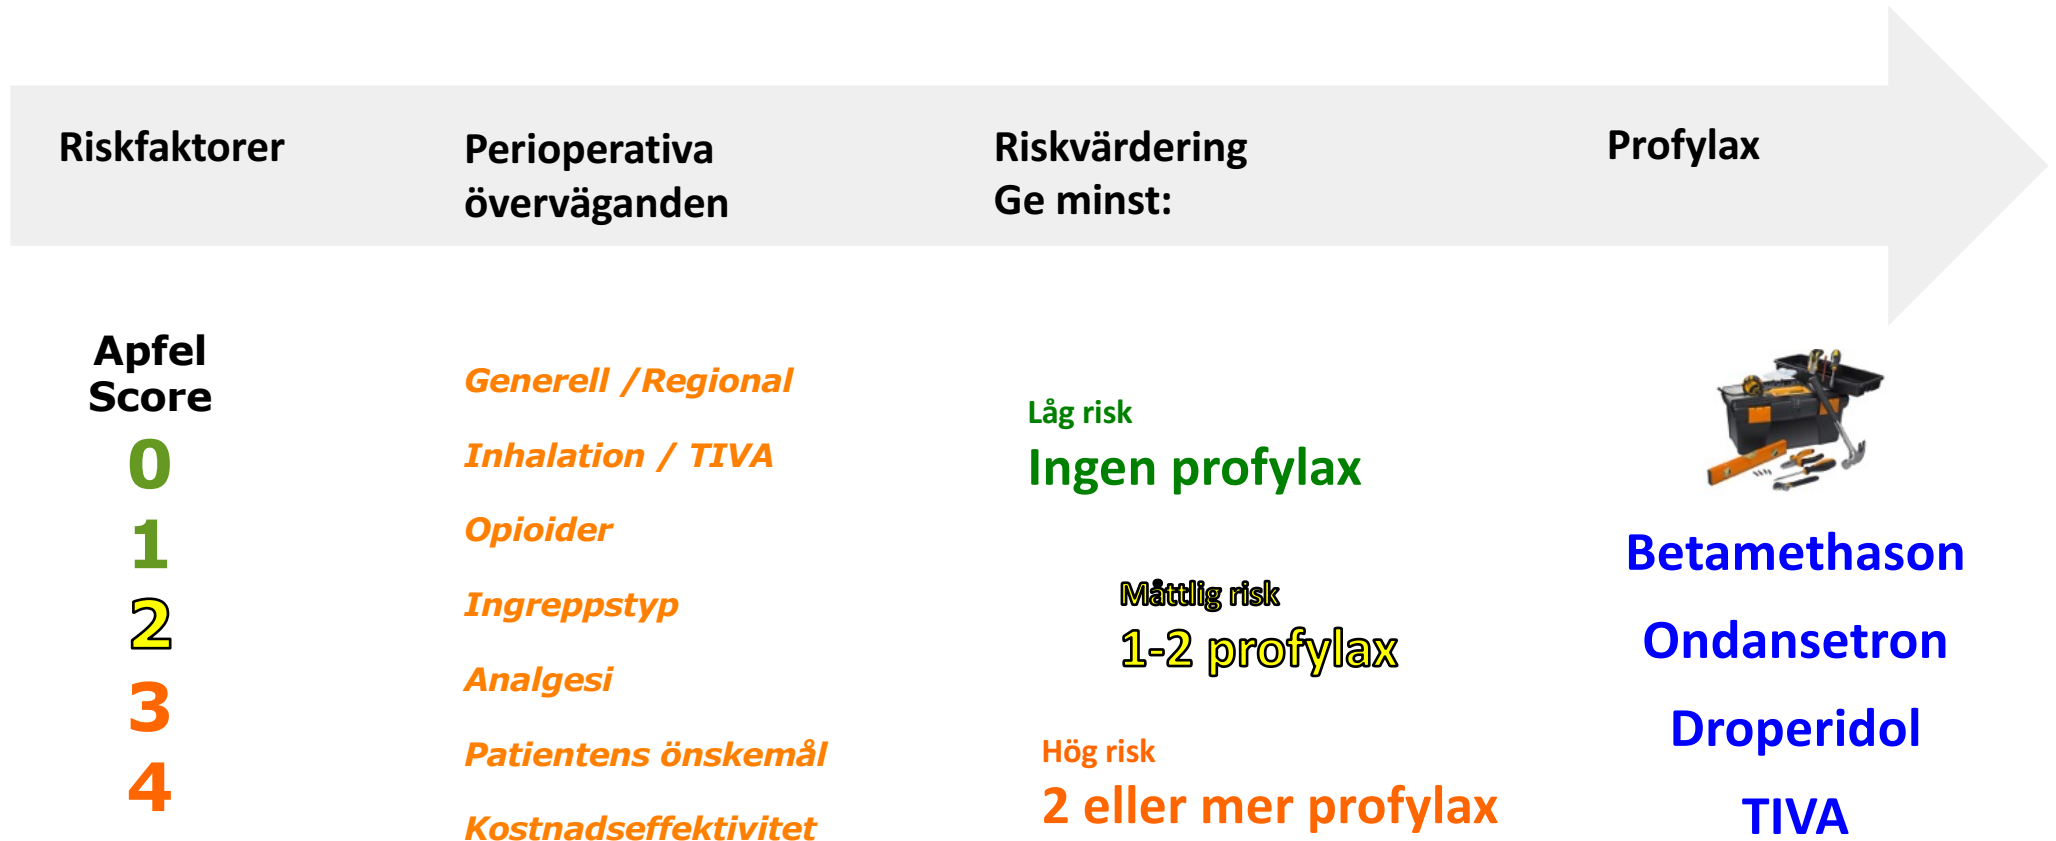 Riskfaktorer
Perioperativa
överväganden
Riskvärdering
Ge minst:
Profylax
Apfel
Score
0
1
2
3
4
Generell /Regional
Inhalation / TIVA
Opioider
Ingreppstyp
Analgesi
Patientens önskemål
Kostnadseffektivitet
Låg risk
Ingen profylax
Måttlig risk
1-2 profylax
Hög risk
2 eller mer profylax
Betamethason
Ondansetron
Droperidol
TIVA